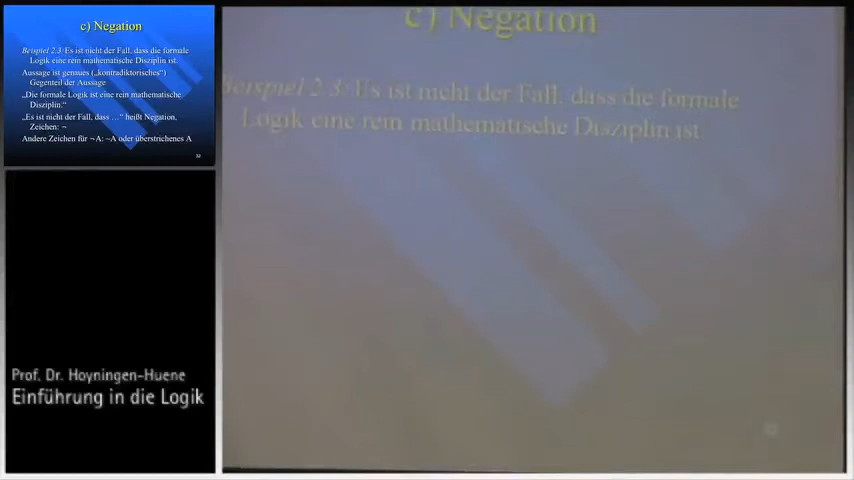 c) Negation
Beispiel 2.3: Es ist nicht der Fall, dass die formale
Logik eine rein mathematische Disziplin ist.
Aussage ist genaues („kontradiktorisches“)
Gegenteil der Aussage
„Die formale Logik ist eine rein mathematische
Disziplin.“
„Es ist nicht der Fall, dass …“ heißt Negation,
Zeichen: ¬
Andere Zeichen für ¬A: ~A oder überstrichenes A
32
Prof. Dr. Hoyningen-Huene
Einführung in die Logik
c) Negation
Beispiel 2.3: Es ist nicht der Fall, dass die formale
Logik eine rein mathematische Disziplin ist